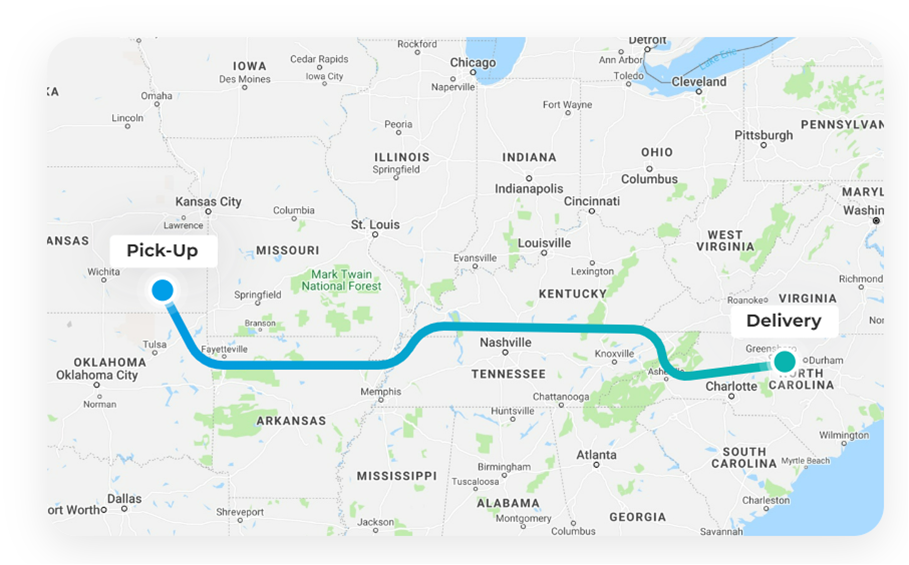 Detroit
Rockford
Lake Erie
Cedar Rapids
Chicago
Ann Arbor
IOWA
Iowa City
Toledo
KA
Des Moines
Naperville
Cleveland
Omaha
Fort Wayne
Lincoln
Peoria
PENNSYLVAN
Pittsburgh
ILLINOIS
INDIANA
OHIO
Springfield
Indianapolis
Columbus
MARYL
Kansas City
Cincinnati
Columbia
Washin
Lawrence
St. Louis
WEST
VIRGINIA
ANSAS
Pick-Up
MISSOURI
Louisville
Evansville
Lexington
Wichita
Mark Twain
National Forest
Richmond
Springfield
KENTUCKY
Roanoke
VIRGINIA
Branson
Delivery
Nor
Tulsa
Fayetteville
Nashville
Knoxville
Greensbo
OKLAHOMA
Durham
Oklahoma City
TENNESSEE
Ashe
NORTH
CAROLINA
Memphis
Charlotte
Norman
Chattanooga
Huntsville
ARKANSAS
Wilmington
Atlanta
SOUTH
CAROLINA
Myrtle Beach
MISSISSIPPI
Birmingham
Tuscaloosa
Dallas
ALABAMA
Charleston
ort Worth
Shreveport
Montgomery
GEORGIA
Jackson
Columbus
Savannah